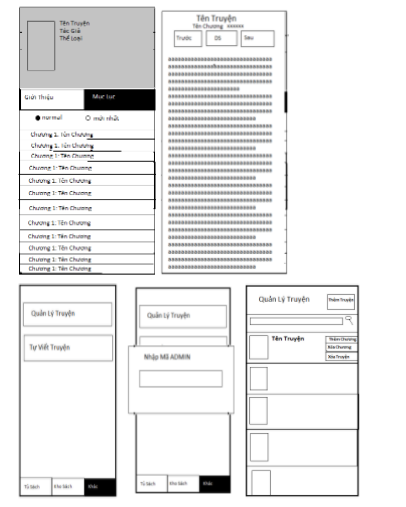 Tên Truyện
Tác Giả
Thể Loại
Giới Thiệu
Mục Lục
normal
mới nhất
Chương 1: Tên Chương
Chương 1: Tên Chương
Chương 1: Tên Chương
Chương 1: Tên Chương
Chương 1: Tên Chương
Chương 1: Tên Chương
Chương 1: Tên Chương
Chương 1: Tên Chương
Chương 1: Tên Chương
Chương 1: Tên Chương
Chương 1: Tên Chương
Chương 1: Tên Chương
Tên Truyện
Tên Chương xxxxxx
Trước
DS
Sau
Quản Lý Truyện
Tự Viết Truyện
Tủ Sách
Kho Sách
Khác
Quản Lý Truyện
Nhập Mã ADMIN
Tủ Sách
Kho Sách
Khác
Quản Lý Truyện
Thêm Truyện
Tên Truyện
Thêm Chương
Sửa Chương
Xóa Truyện